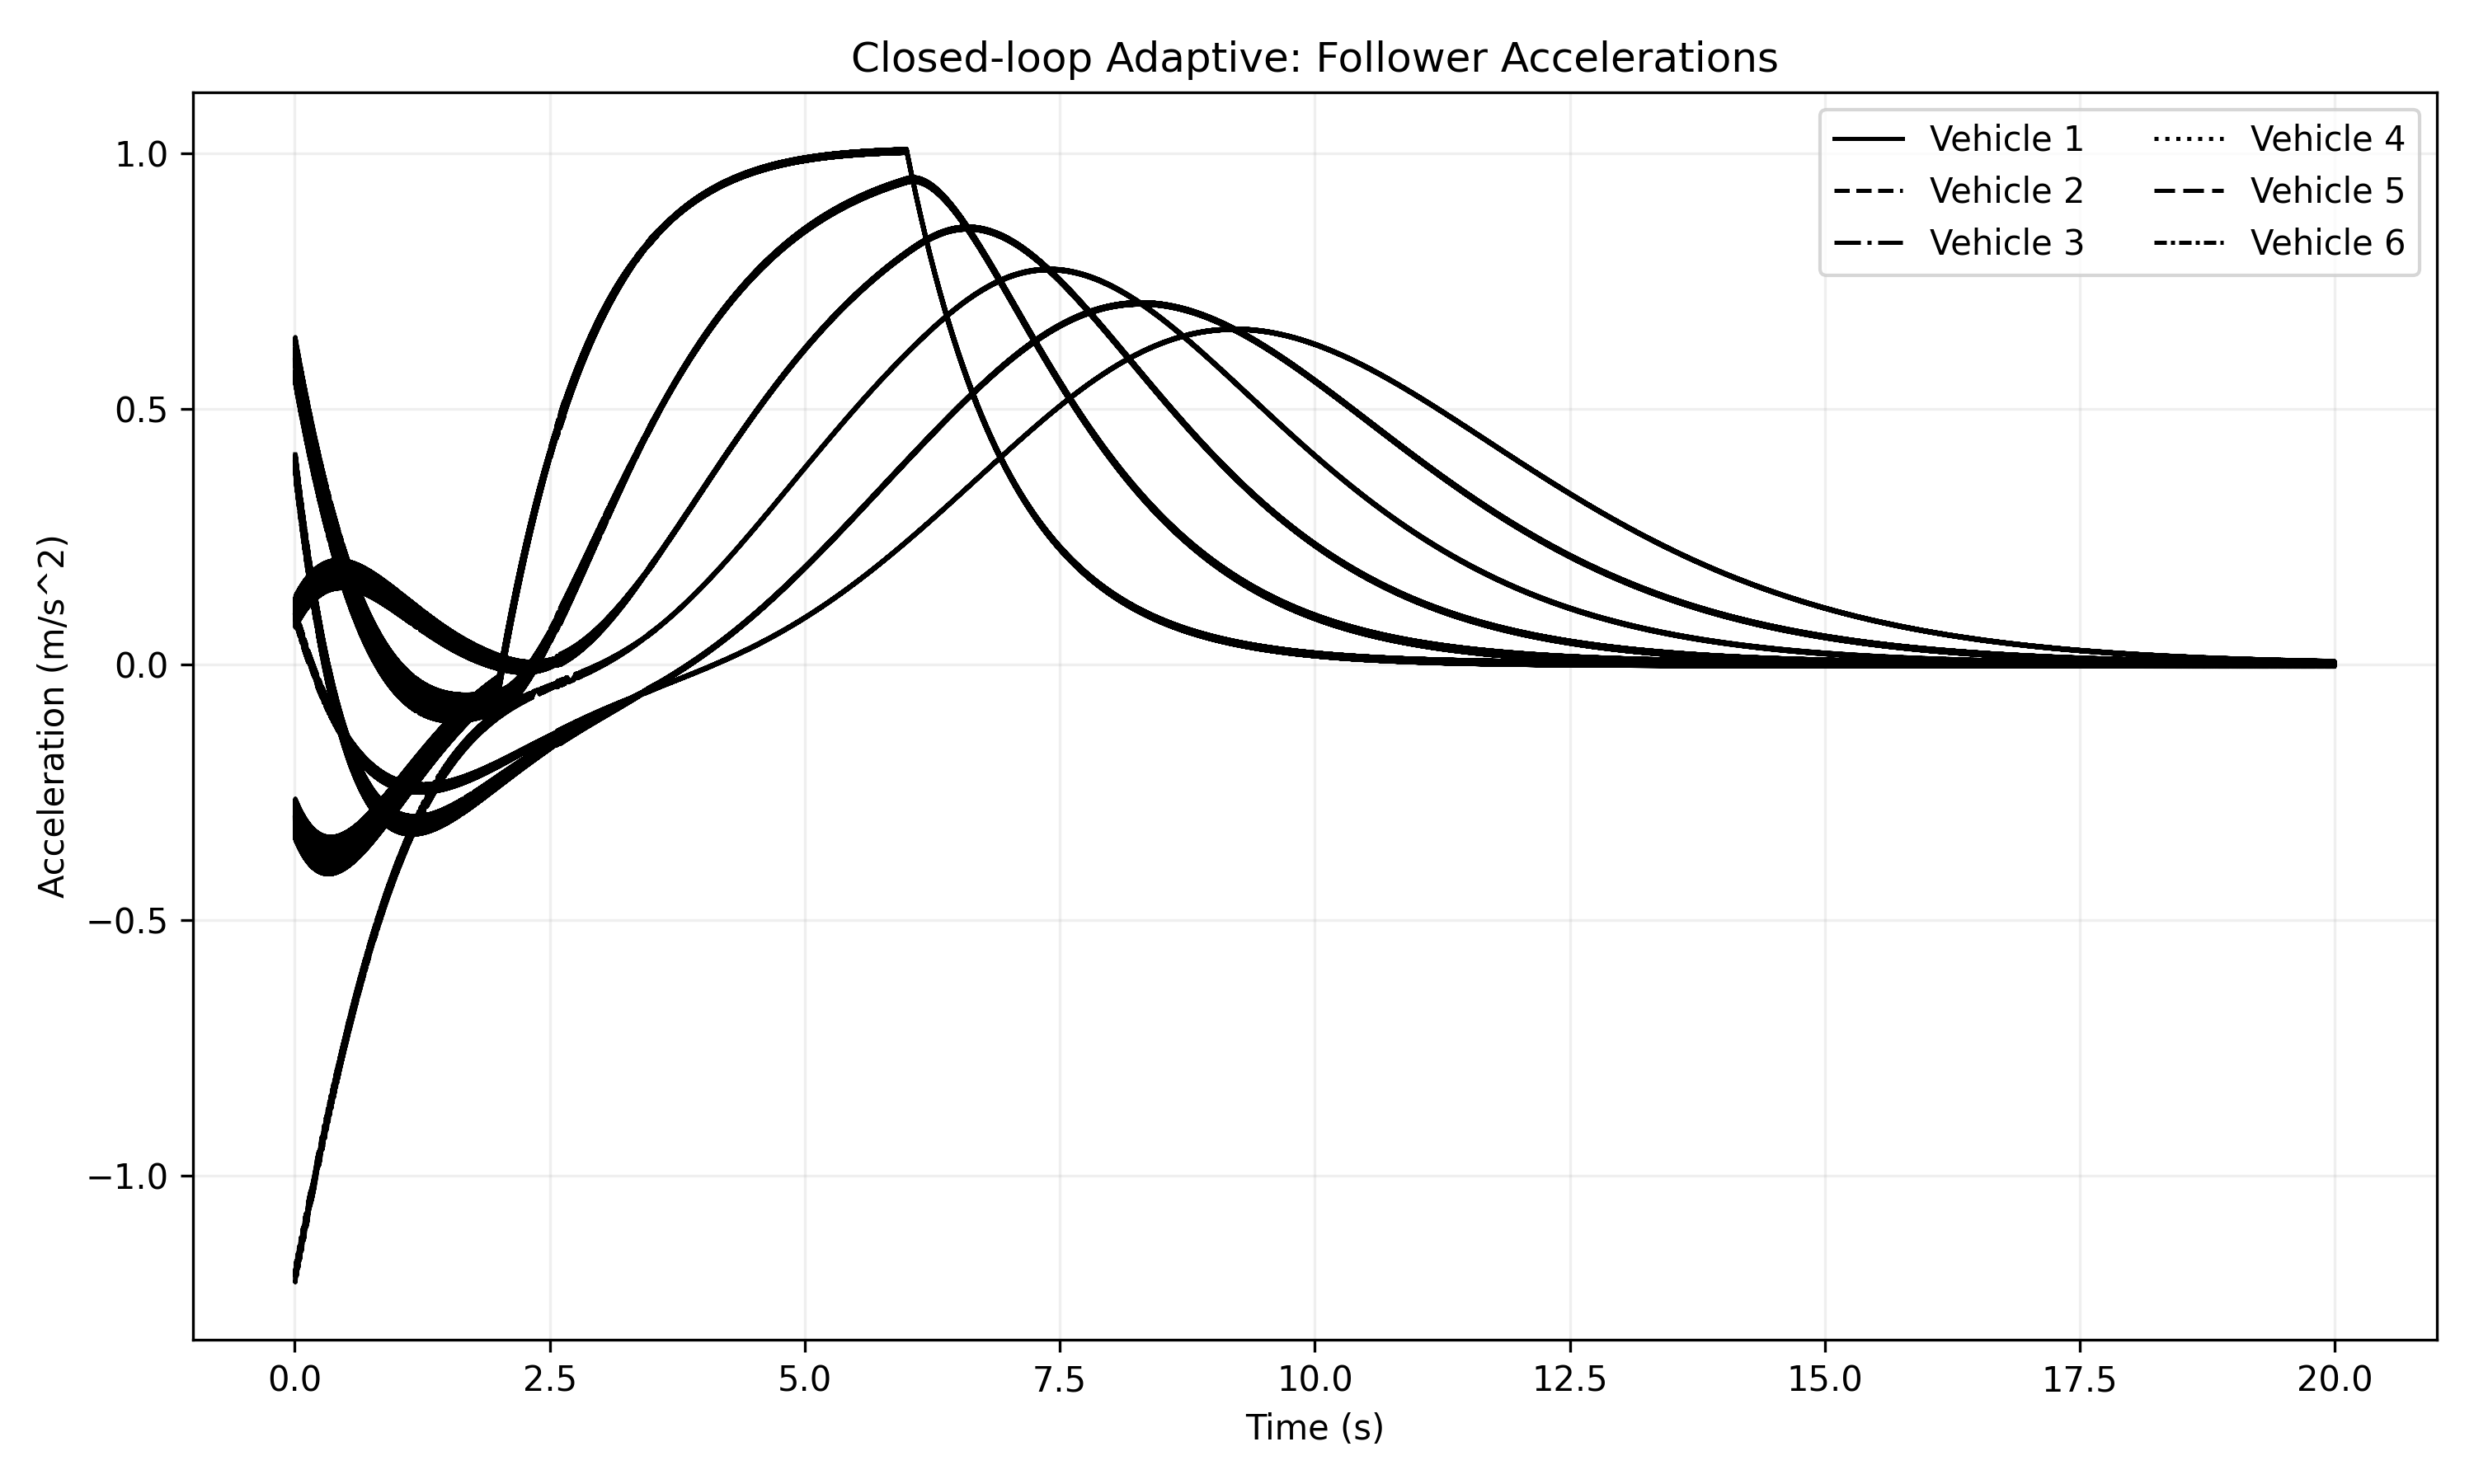 Closed-loop Adaptive: Follower Accelerations
Vehicle 1
Vehicle 2
Vehicle 3
Vehicle 4
Vehicle 5
Vehicle 6
Acceleration (m/s^2)
1.0
0.5
0.0
−0.5
−1.0
0.0 2.5 5.0 7.5 10.0 12.5 15.0 17.5 20.0
Time (s)